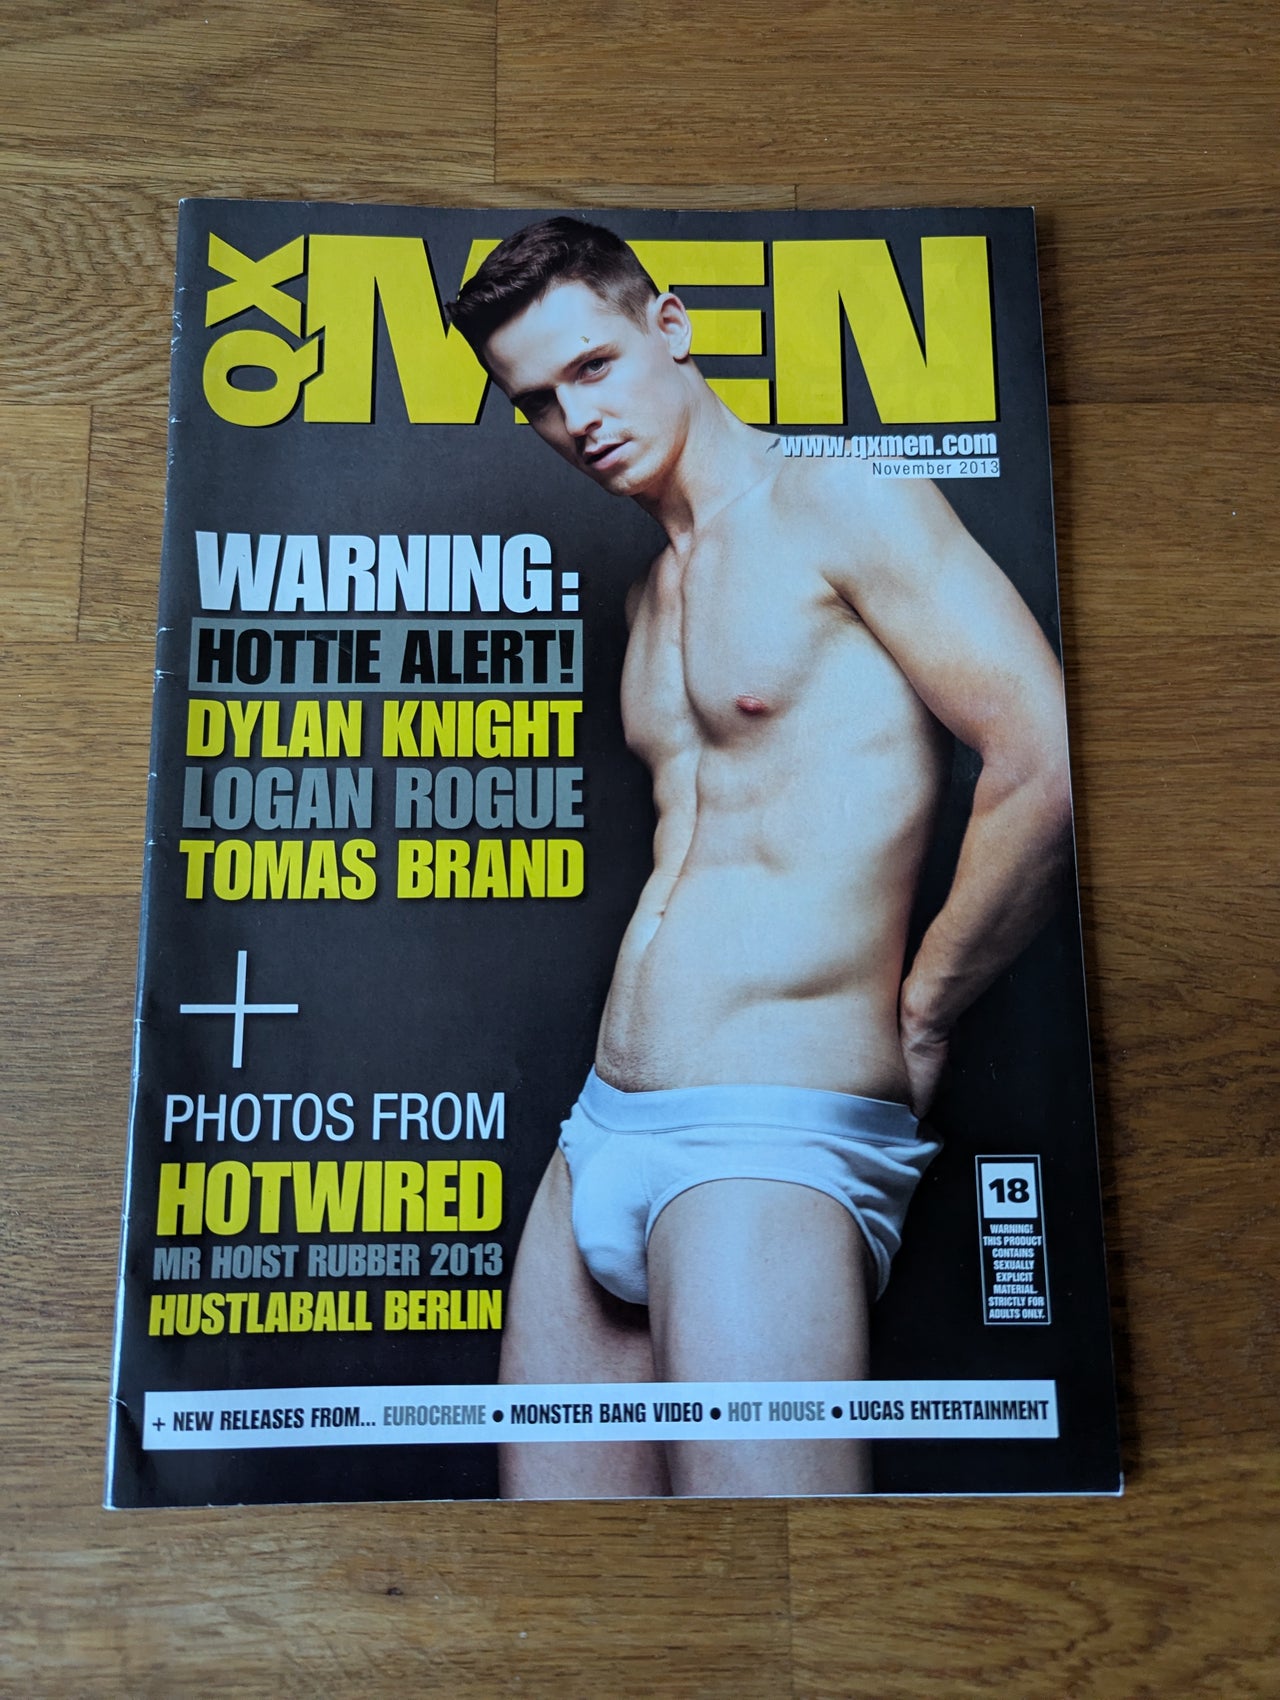 QX MEN
www.qxmen.com
November 2013
WARNING:
HOTTIE ALERT!
DYLAN KNIGHT
LOGAN ROGUE
TOMAS BRAND
+
PHOTOS FROM
HOTWIRED
MR HOIST RUBBER 2013
HUSTLABALL BERLIN
18
WARNING!
THIS PRODUCT
CONTAINS
SEXUALLY
EXPLICIT
MATERIAL.
STRICTLY FOR
ADULTS ONLY.
+ NEW RELEASES FROM... EUROCREME • MONSTER BANG VIDEO • HOT HOUSE • LUCAS ENTERTAINMENT